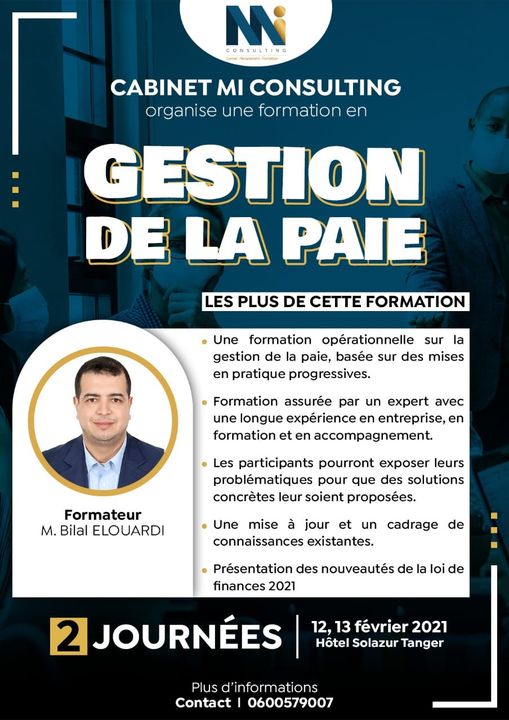 MI
CONSULTING
Conseil - Recrutement - Formation
CABINET MI CONSULTING
organise une formation en
GESTION
DE LA PAIE
LES PLUS DE CETTE FORMATION
Une formation opérationnelle sur la
gestion de la paie, basée sur des mises
en pratique progressives.
Formation assurée par un expert avec
une longue expérience en entreprise, en
formation et en accompagnement.
Les participants pourront exposer leurs
problématiques pour que des solutions
concrètes leur soient proposées.
Une mise à jour et un cadrage de
connaissances existantes.
Présentation des nouveautés de la loi de
finances 2021
Formateur
M. Bilal ELOUARDI
2 JOURNÉES
12, 13 février 2021
Hôtel Solazur Tanger
Plus d'informations
Contact I 0600579007